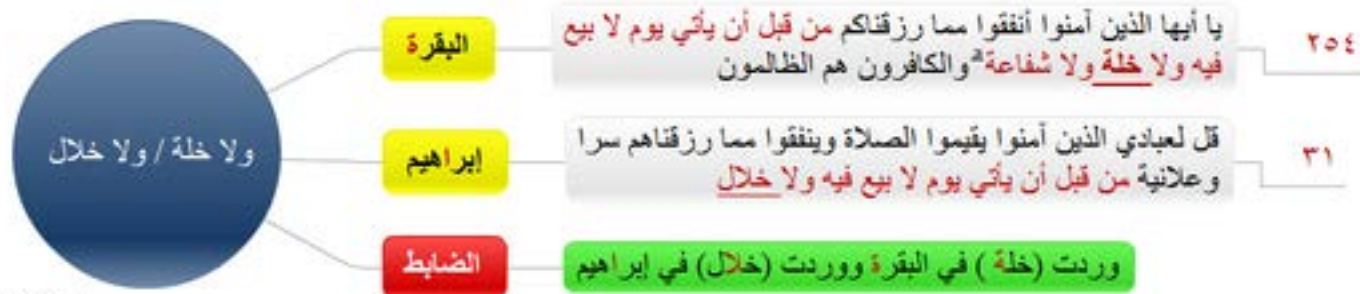 ولا خلة / ولا خلال
البقرة
يا أيها الذين آمنوا أنفقوا مما رزقناكم من قبل أن يأتي يوم لا بيع
فيه ولا خلة ولا شفاعة ۗ والكافرون هم الظالمون
٢٥٤
إبراهيم
قل لعبادي الذين آمنوا يقيموا الصلاة وينفقوا مما رزقناهم سرا
وعلانية من قبل أن يأتي يوم لا بيع فيه ولا خلال
٣١
الضابط
وردت (خلة ) في البقرة ووردت (خلال) في إبراهيم